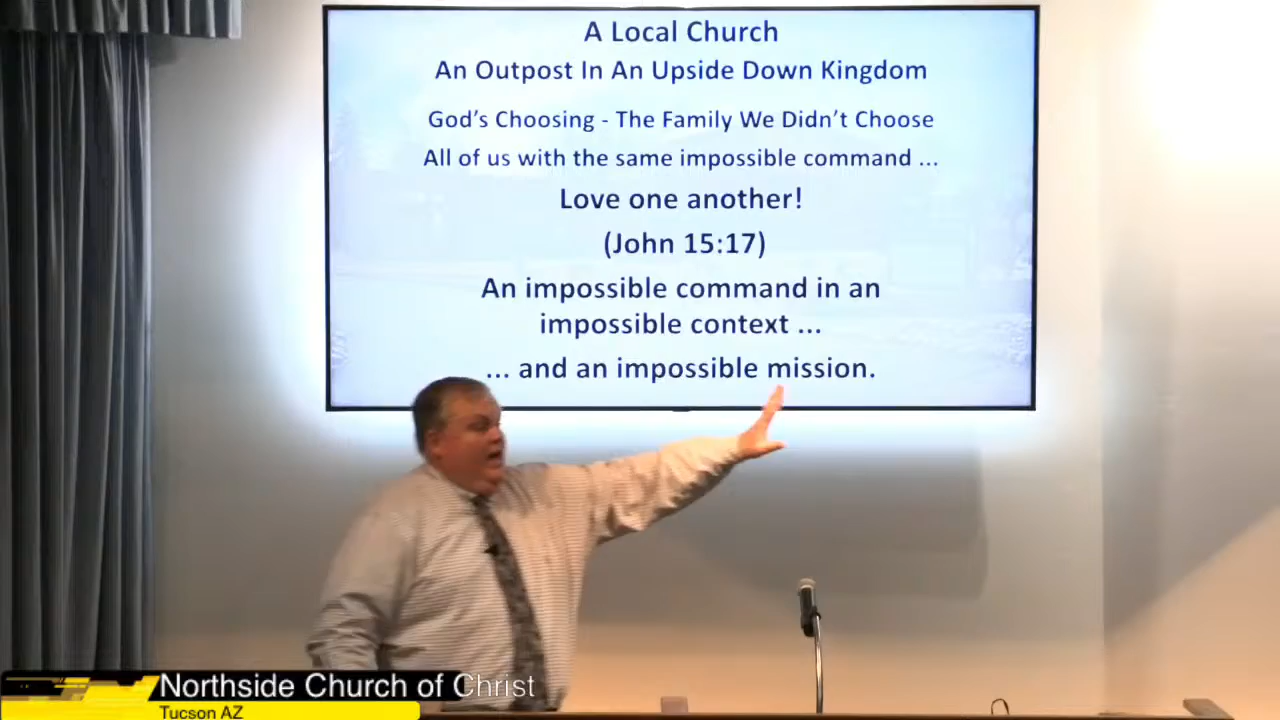 A Local Church
An Outpost In An Upside Down Kingdom
God's Choosing - The Family We Didn't Choose
All of us with the same impossible command ...
Love one another!
(John 15:17)
An impossible command in an
impossible context ...
... and an impossible mission.
Northside Church of Christ
Tucson AZ